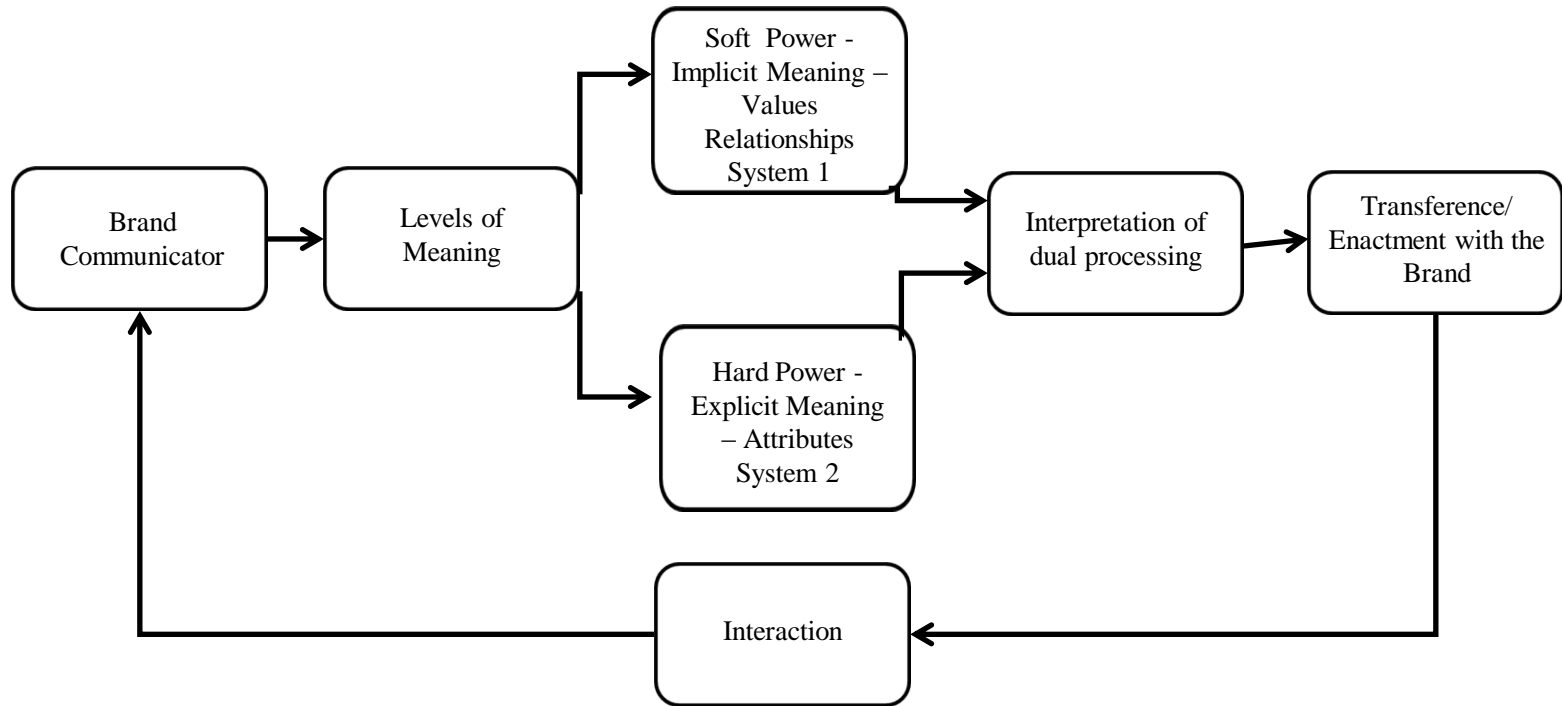 Brand
Communicator
Levels of
Meaning
Soft Power -
Implicit Meaning –
Values
Relationships
System 1
Hard Power -
Explicit Meaning
– Attributes
System 2
Interpretation of
dual processing
Transference/
Enactment with the
Brand
Interaction